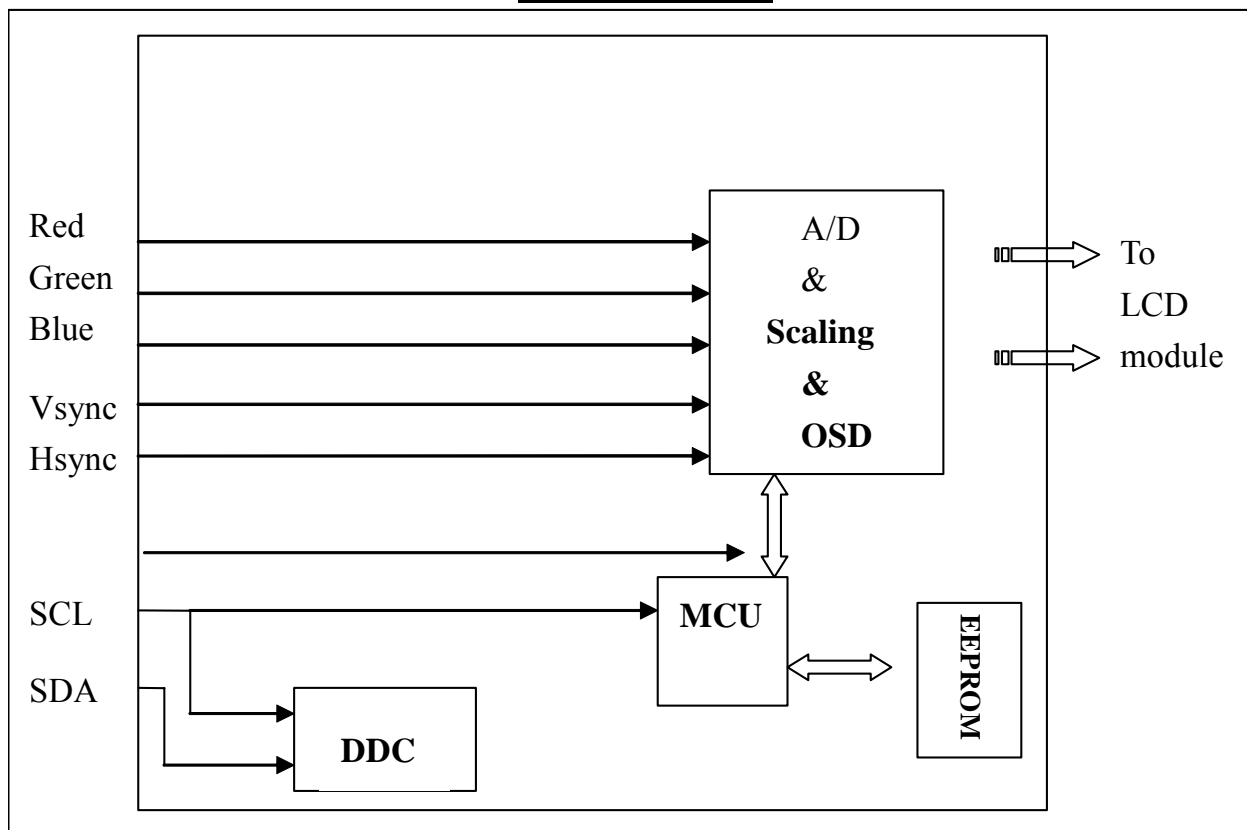 Red
Green
Blue
Vsync
Hsync
SCL
SDA
A/D
&
Scaling
&
OSD
To
LCD
module
MCU
EEPROM
DDC